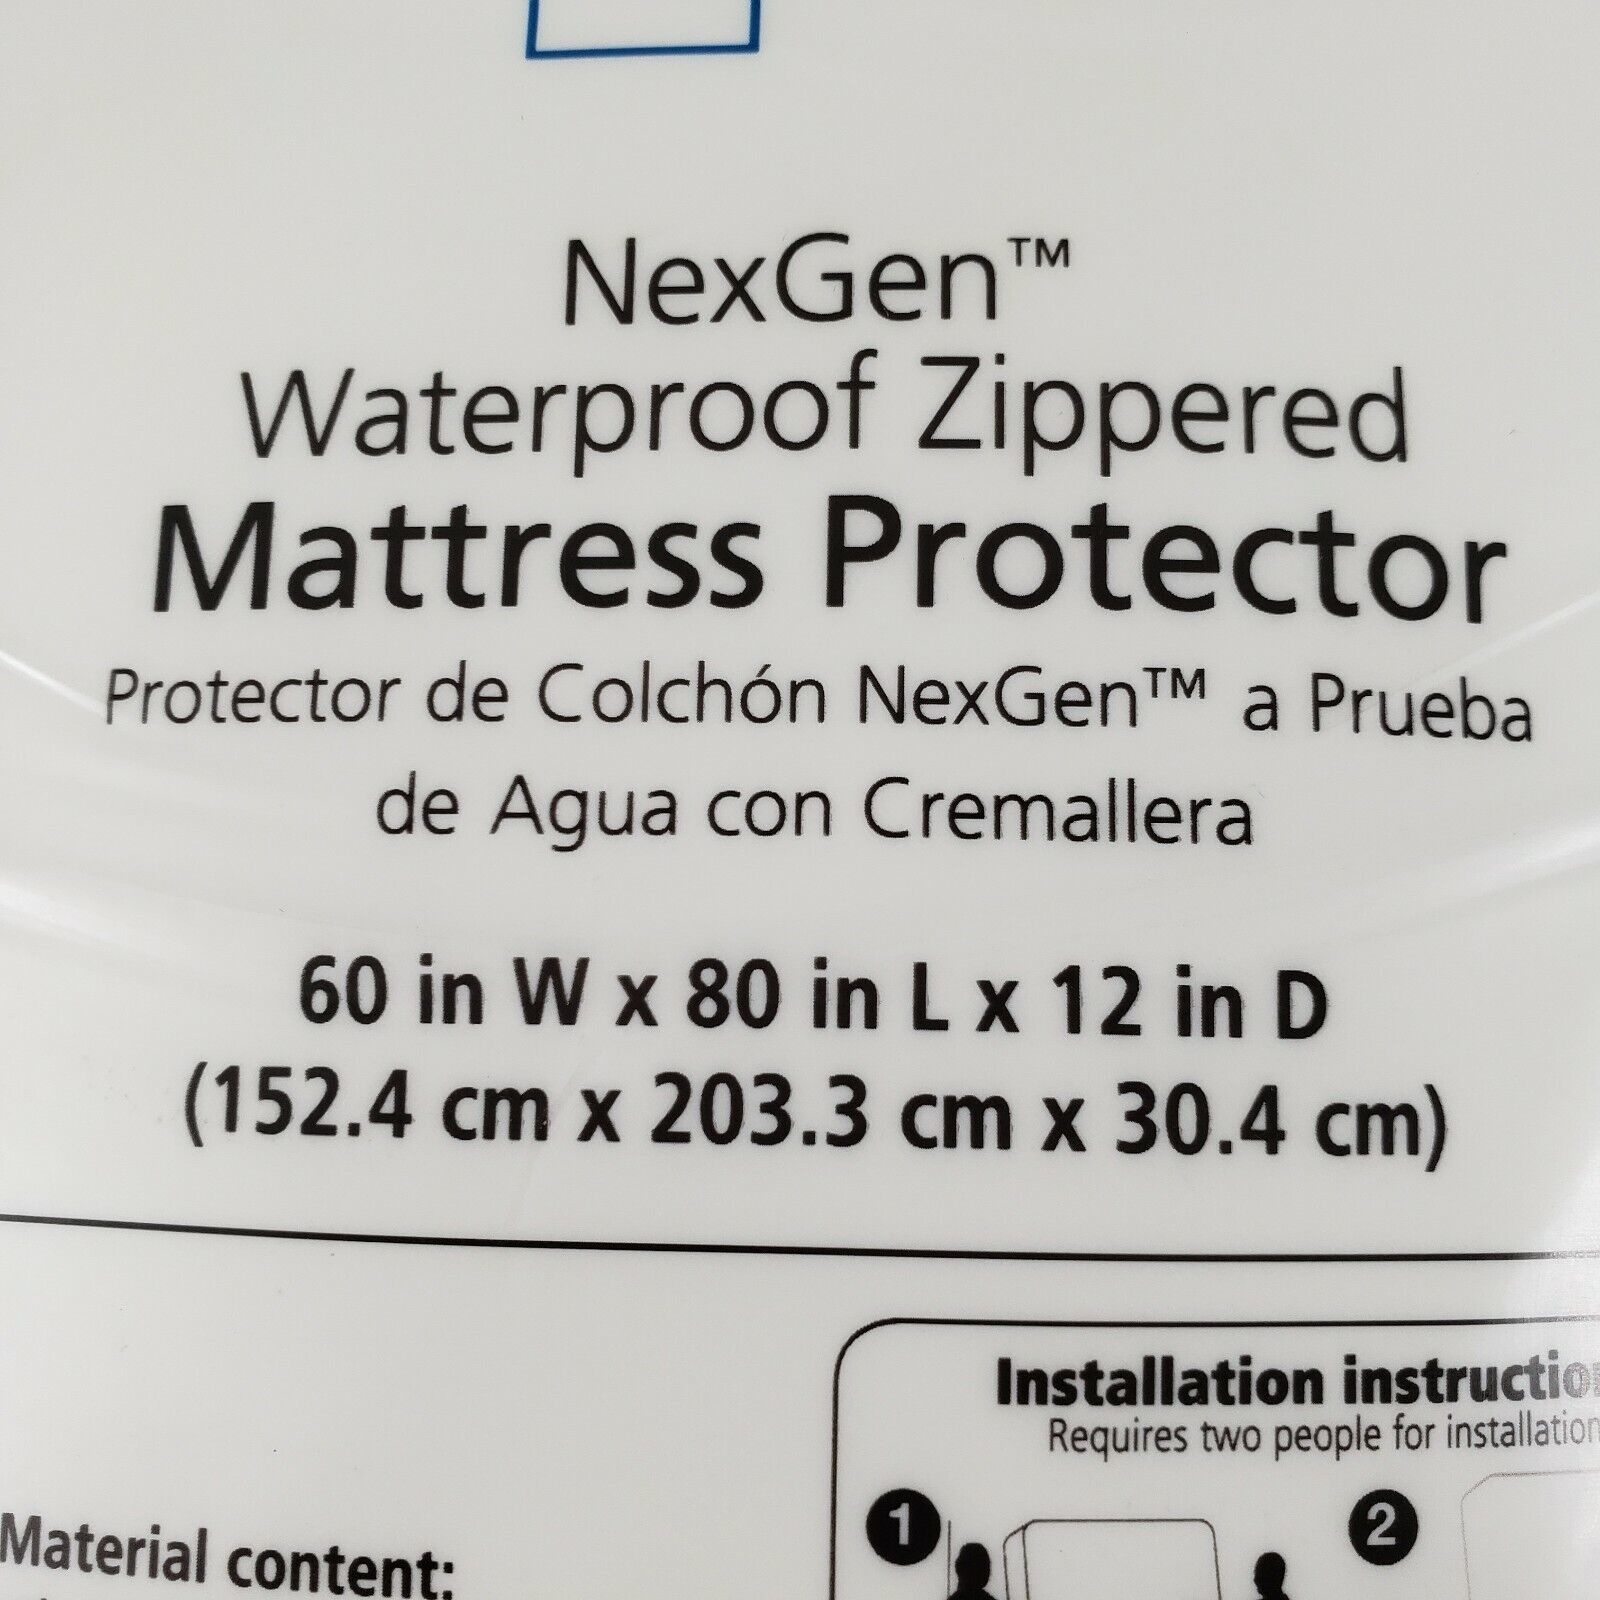 NexGen™
Waterproof Zippered
Mattress Protector
Protector de Colchón NexGen™ a Prueba
de Agua con Cremallera
60 in W x 80 in L x 12 in D
(152.4 cm x 203.3 cm x 30.4 cm)
Installation instructio
Requires two people for installation
1 2
Material content: